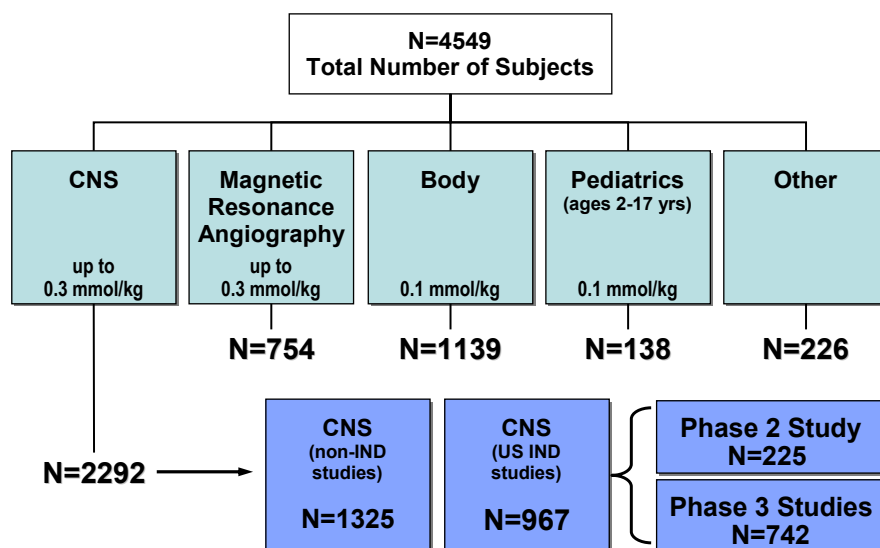 N=4549
Total Number of Subjects
CNS
up to
0.3 mmol/kg
Magnetic
Resonance
Angiography
up to
0.3 mmol/kg
Body
0.1 mmol/kg
Pediatrics
(ages 2-17 yrs)
0.1 mmol/kg
Other
N=754
N=1139
N=138
N=226
N=2292
CNS
(non-IND
studies)
N=1325
CNS
(US IND
studies)
N=967
Phase 2 Study
N=225
Phase 3 Studies
N=742